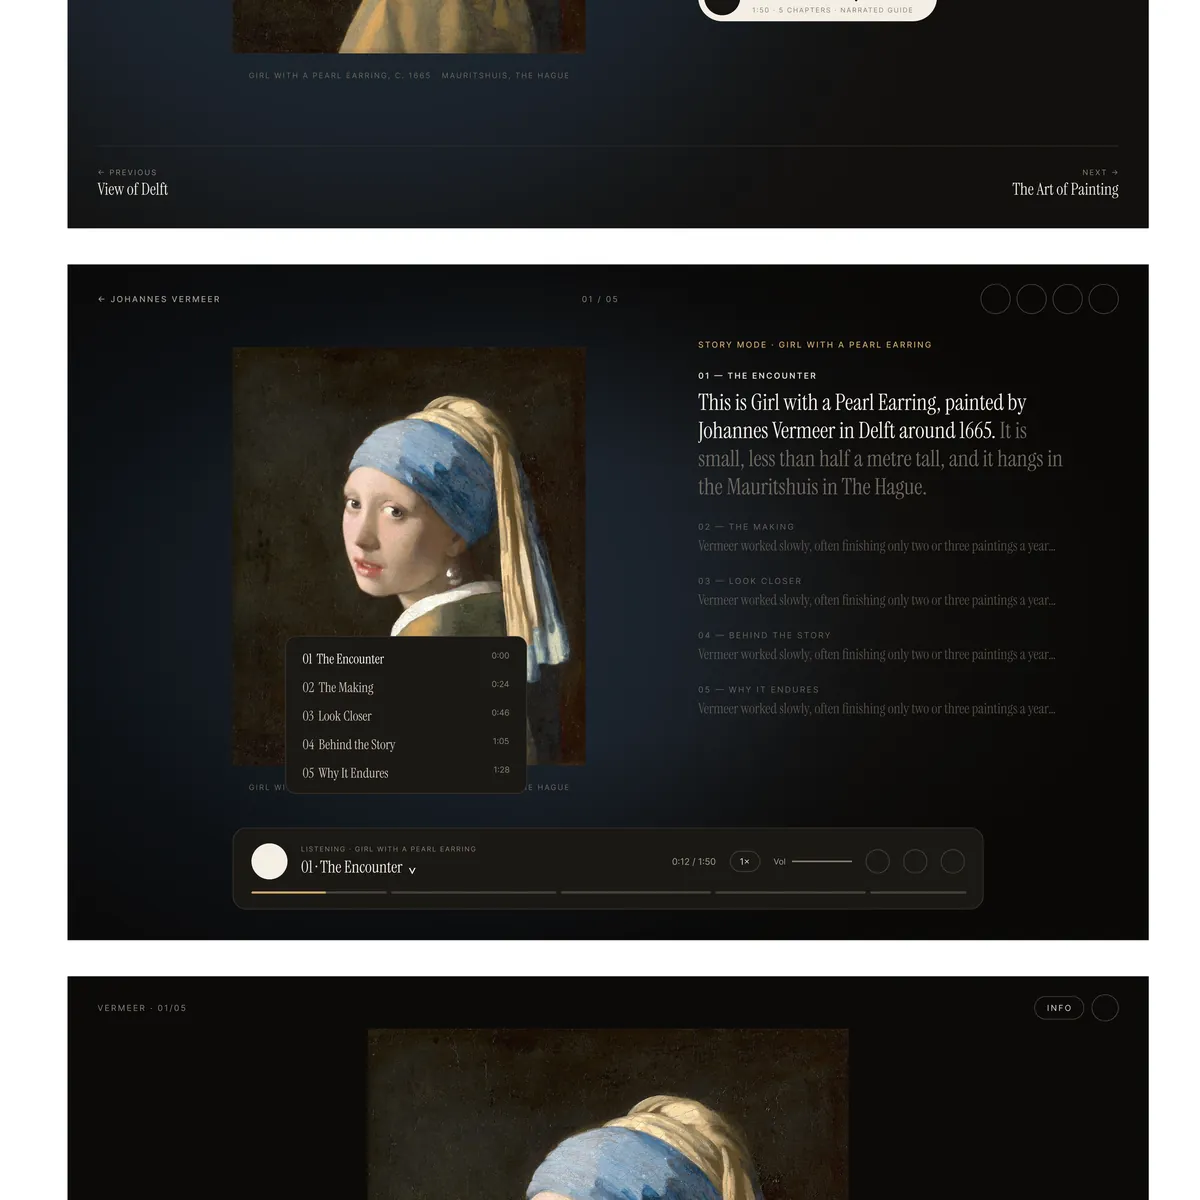 1:50 · 5 CHAPTERS · NARRATED GUIDE
GIRL WITH A PEARL EARRING, C. 1665 MAURITSHUIS, THE HAGUE
← PREVIOUS
View of Delft
NEXT →
The Art of Painting
← JOHANNES VERMEER
01 / 05
STORY MODE · GIRL WITH A PEARL EARRING
01 — THE ENCOUNTER
This is Girl with a Pearl Earring, painted by
Johannes Vermeer in Delft around 1665. It is
small, less than half a metre tall, and it hangs in
the Mauritshuis in The Hague.
02 — THE MAKING
Vermeer worked slowly, often finishing only two or three paintings a year...
03 — LOOK CLOSER
Vermeer worked slowly, often finishing only two or three paintings a year...
04 — BEHIND THE STORY
Vermeer worked slowly, often finishing only two or three paintings a year...
05 — WHY IT ENDURES
Vermeer worked slowly, often finishing only two or three paintings a year...
01 The Encounter 0:00
02 The Making 0:24
03 Look Closer 0:46
04 Behind the Story 1:05
05 Why It Endures 1:28
GIRL HAGUE
LISTENING · GIRL WITH A PEARL EARRING
01 · The Encounter
0:12 / 1:50
1×
Vol
VERMEER · 01/05
INFO